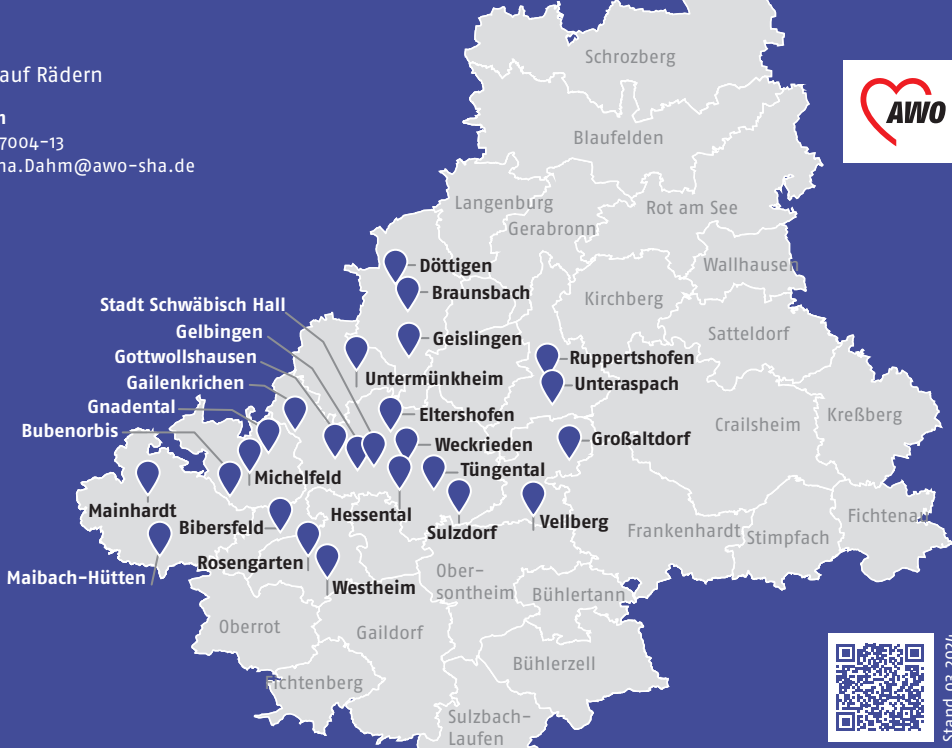 auf Rädern
7004-13
na.Dahm@awo-sha.de
AWO
Schrozberg
Blaufelden
Langenburg
Gerabronn
Rot am See
Wallhausen
Kirchberg
Satteldorf
Crailsheim
Kreßberg
Fichtenau
Frankenhardt
Stimpfach
Döttigen
Braunsbach
Stadt Schwäbisch Hall
Gelbingen
Gottwollshausen
Gailenkrichen
Gnadental
Bubenorbis
Geislingen
Untermünkheim
Ruppertshofen
Unteraspach
Eltershofen
Weckrieden
Großaltdorf
Tüngental
Michelfeld
Mainhardt
Bibersfeld
Hessental
Sulzdorf
Vellberg
Rosengarten
Westheim
Maibach-Hütten
Ober-
sontheim
Bühlertann
Oberrot
Gaildorf
Bühlerzell
Fichtenberg
Sulzbach-
Laufen
Stand 03.2024